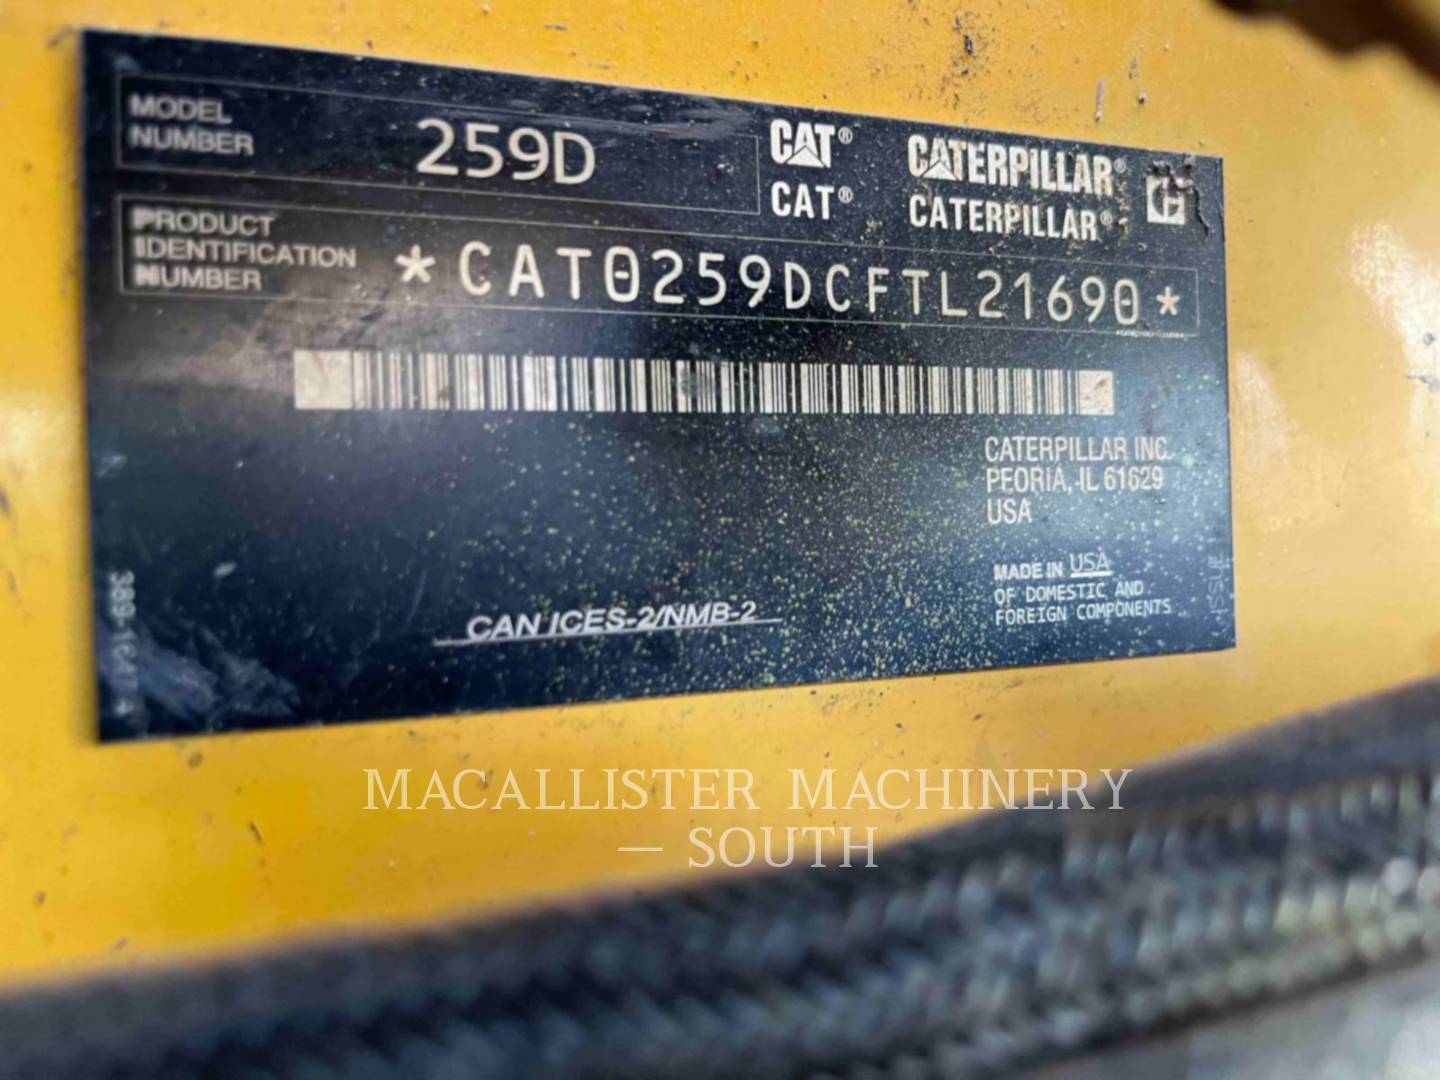 MODEL
NUMBER
259D
CAT® CATERPILLAR®
CAT® CATERPILLAR®
PRODUCT
IDENTIFICATION
NUMBER
*CAT0259DCFTL21690*
CATERPILLAR INC.
PEORIA, IL 61629
USA
MADE IN USA
OF DOMESTIC AND
FOREIGN COMPONENTS
CAN ICES-2/NMB-2
MACALLISTER MACHINERY
— SOUTH